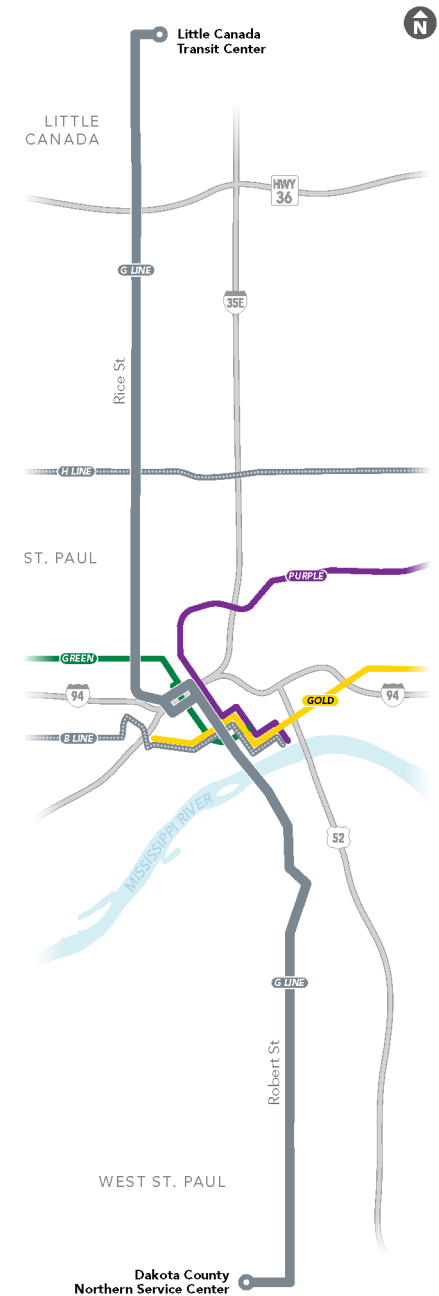 Little Canada
Transit Center
N
LITTLE
CANADA
HWY
36
G LINE
35E
Rice St
H LINE
ST. PAUL
PURPLE
GREEN
94
GOLD
94
B LINE
MISSISSIPPI RIVER
52
G LINE
Robert St
WEST ST. PAUL
Dakota County
Northern Service Center